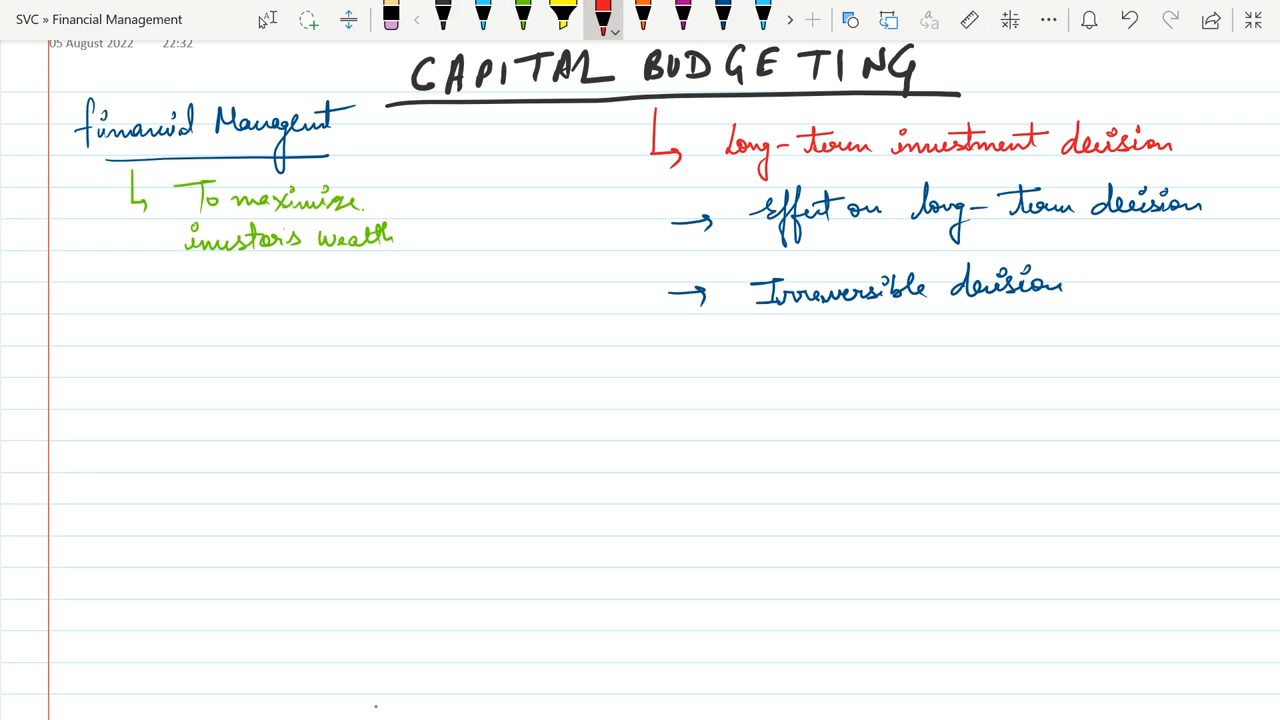 SVC » Financial Management
05 August 2022 22:32
CAPITAL BUDGETING
Financial Managent
To maximize
investor's wealth
Long-term investment decision
→ Effect on long-term decision
→ Irreversible decision